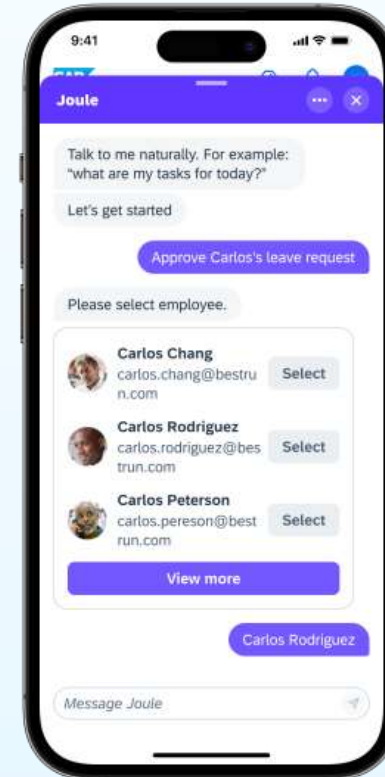 9:41
SAP
Joule
Talk to me naturally. For example:
"what are my tasks for today?"
Let's get started
Approve Carlos's leave request
Please select employee.
Carlos Chang
carlos.chang@bestru
n.com
Select
Carlos Rodriguez
carlos.rodriguez@bes
trun.com
Select
Carlos Peterson
carlos.pereson@best
run.com
Select
View more
Carlos Rodriguez
Message Joule